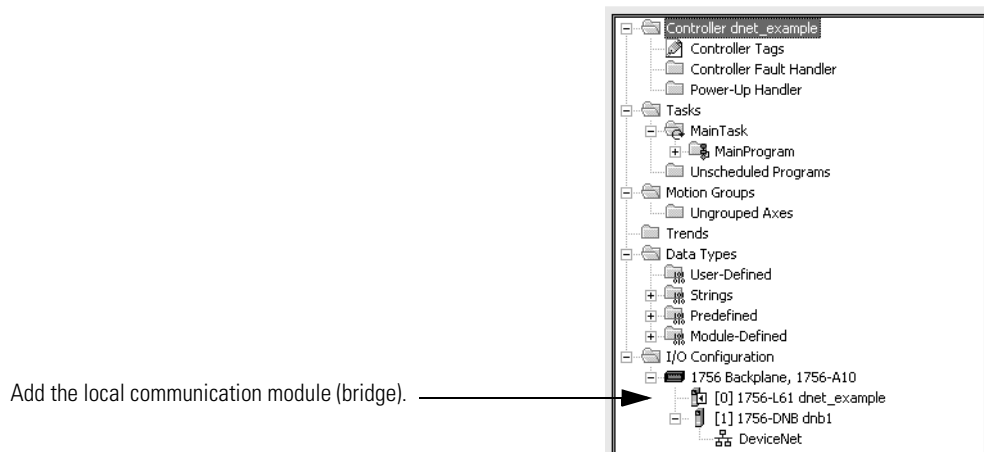 Controller dnet_example
Controller Tags
Controller Fault Handler
Power-Up Handler
Tasks
MainTask
MainProgram
Unscheduled Programs
Motion Groups
Ungrouped Axes
Trends
Data Types
User-Defined
Strings
Predefined
Module-Defined
I/O Configuration
1756 Backplane, 1756-A10
Add the local communication module (bridge).
[0] 1756-L61 dnet_example
[1] 1756-DNB dnb1
DeviceNet